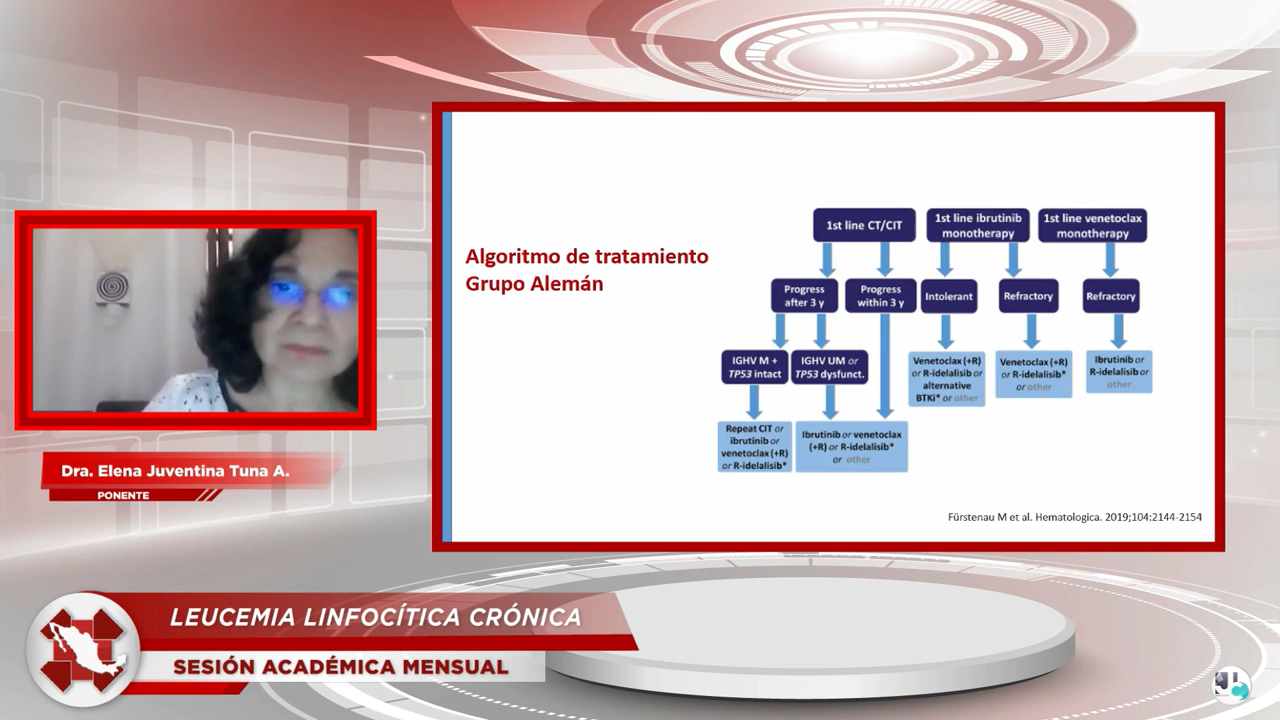 Algoritmo de tratamiento
Grupo Alemán
1st line CT/CIT
1st line ibrutinib
monotherapy
1st line venetoclax
monotherapy
Progress
after 3 y
Progress
within 3 y
Intolerant
Refractory
Refractory
IGHV M +
TP53 intact
IGHV UM or
TP53 dysfunct.
Venetoclax (+R)
or R-idelalisib or
alternative
BTKi* or other
Venetoclax (+R)
or R-idelalisib*
or other
Ibrutinib or
R-idelalisib or
other
Repeat CIT or
ibrutinib or
venetoclax (+R)
or R-idelalisib*
Ibrutinib or venetoclax
(+R) or R-idelalisib*
or other
Fürstenau M et al. Hematologica. 2019;104:2144-2154
Dra. Elena Juventina Tuna A.
PONENTE
LEUCEMIA LINFOCÍTICA CRÓNICA
SESIÓN ACADÉMICA MENSUAL